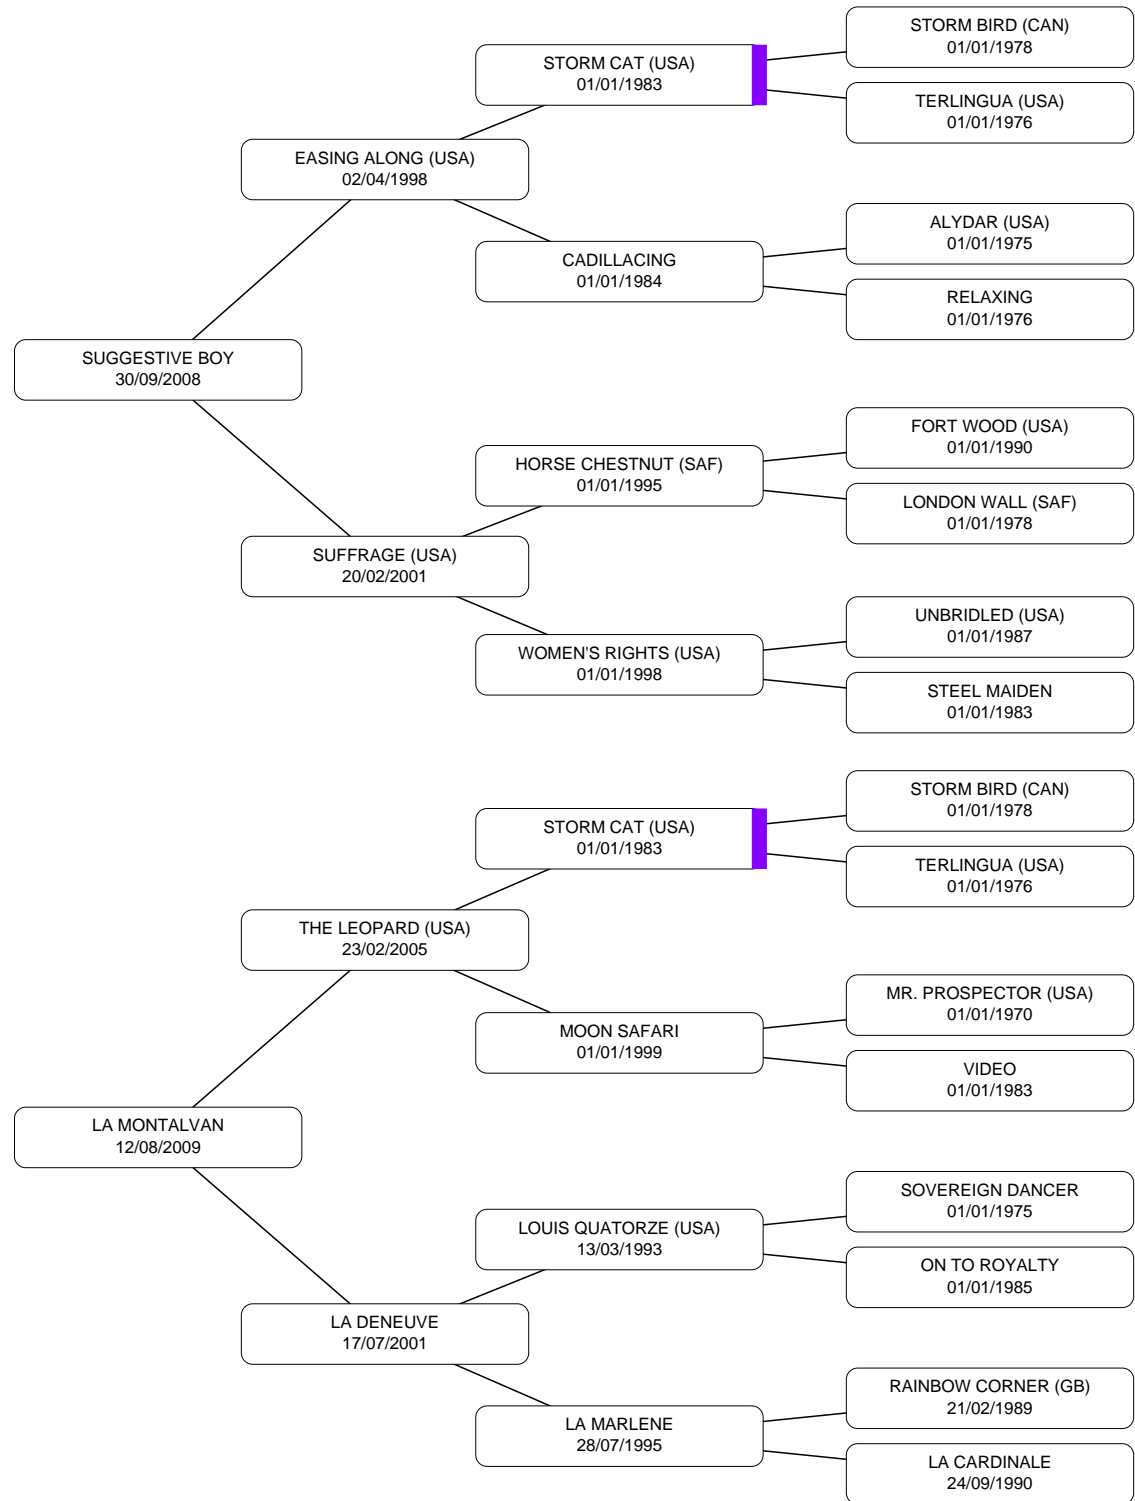 STORM BIRD (CAN)
01/01/1978
STORM CAT (USA)
01/01/1983
TERLINGUA (USA)
01/01/1976
EASING ALONG (USA)
02/04/1998
ALYDAR (USA)
01/01/1975
CADILLACING
01/01/1984
RELAXING
01/01/1976
SUGGESTIVE BOY
30/09/2008
FORT WOOD (USA)
01/01/1990
HORSE CHESTNUT (SAF)
01/01/1995
LONDON WALL (SAF)
01/01/1978
SUFFRAGE (USA)
20/02/2001
UNBRIDLED (USA)
01/01/1987
WOMEN'S RIGHTS (USA)
01/01/1998
STEEL MAIDEN
01/01/1983
STORM BIRD (CAN)
01/01/1978
STORM CAT (USA)
01/01/1983
TERLINGUA (USA)
01/01/1976
THE LEOPARD (USA)
23/02/2005
MR. PROSPECTOR (USA)
01/01/1970
MOON SAFARI
01/01/1999
VIDEO
01/01/1983
LA MONTALVAN
12/08/2009
SOVEREIGN DANCER
01/01/1975
LOUIS QUATORZE (USA)
13/03/1993
ON TO ROYALTY
01/01/1985
LA DENEUVE
17/07/2001
RAINBOW CORNER (GB)
21/02/1989
LA MARLENE
28/07/1995
LA CARDINALE
24/09/1990